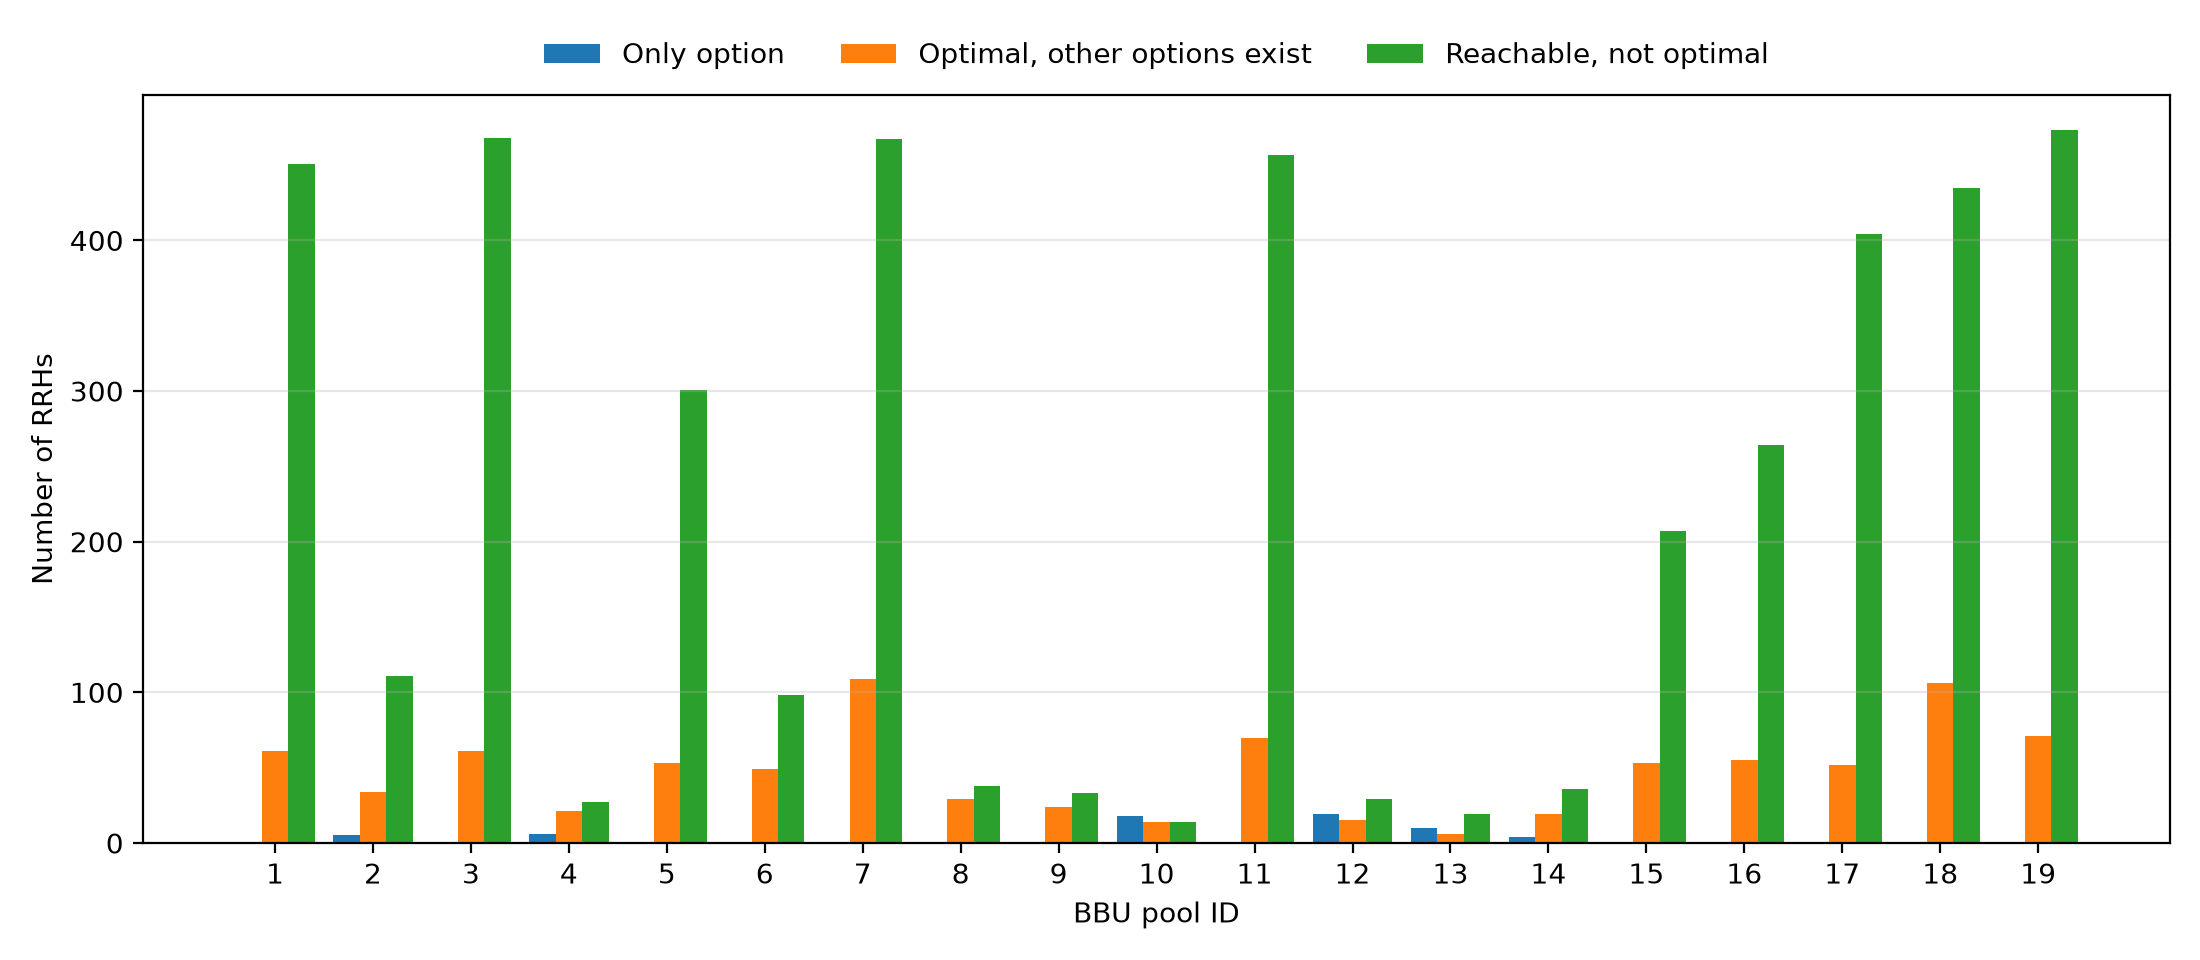 Only option Optimal, other options exist Reachable, not optimal
400
300
200
100
0
Number of RRHs
1 2 3 4 5 6 7 8 9 10 11 12 13 14 15 16 17 18 19
BBU pool ID